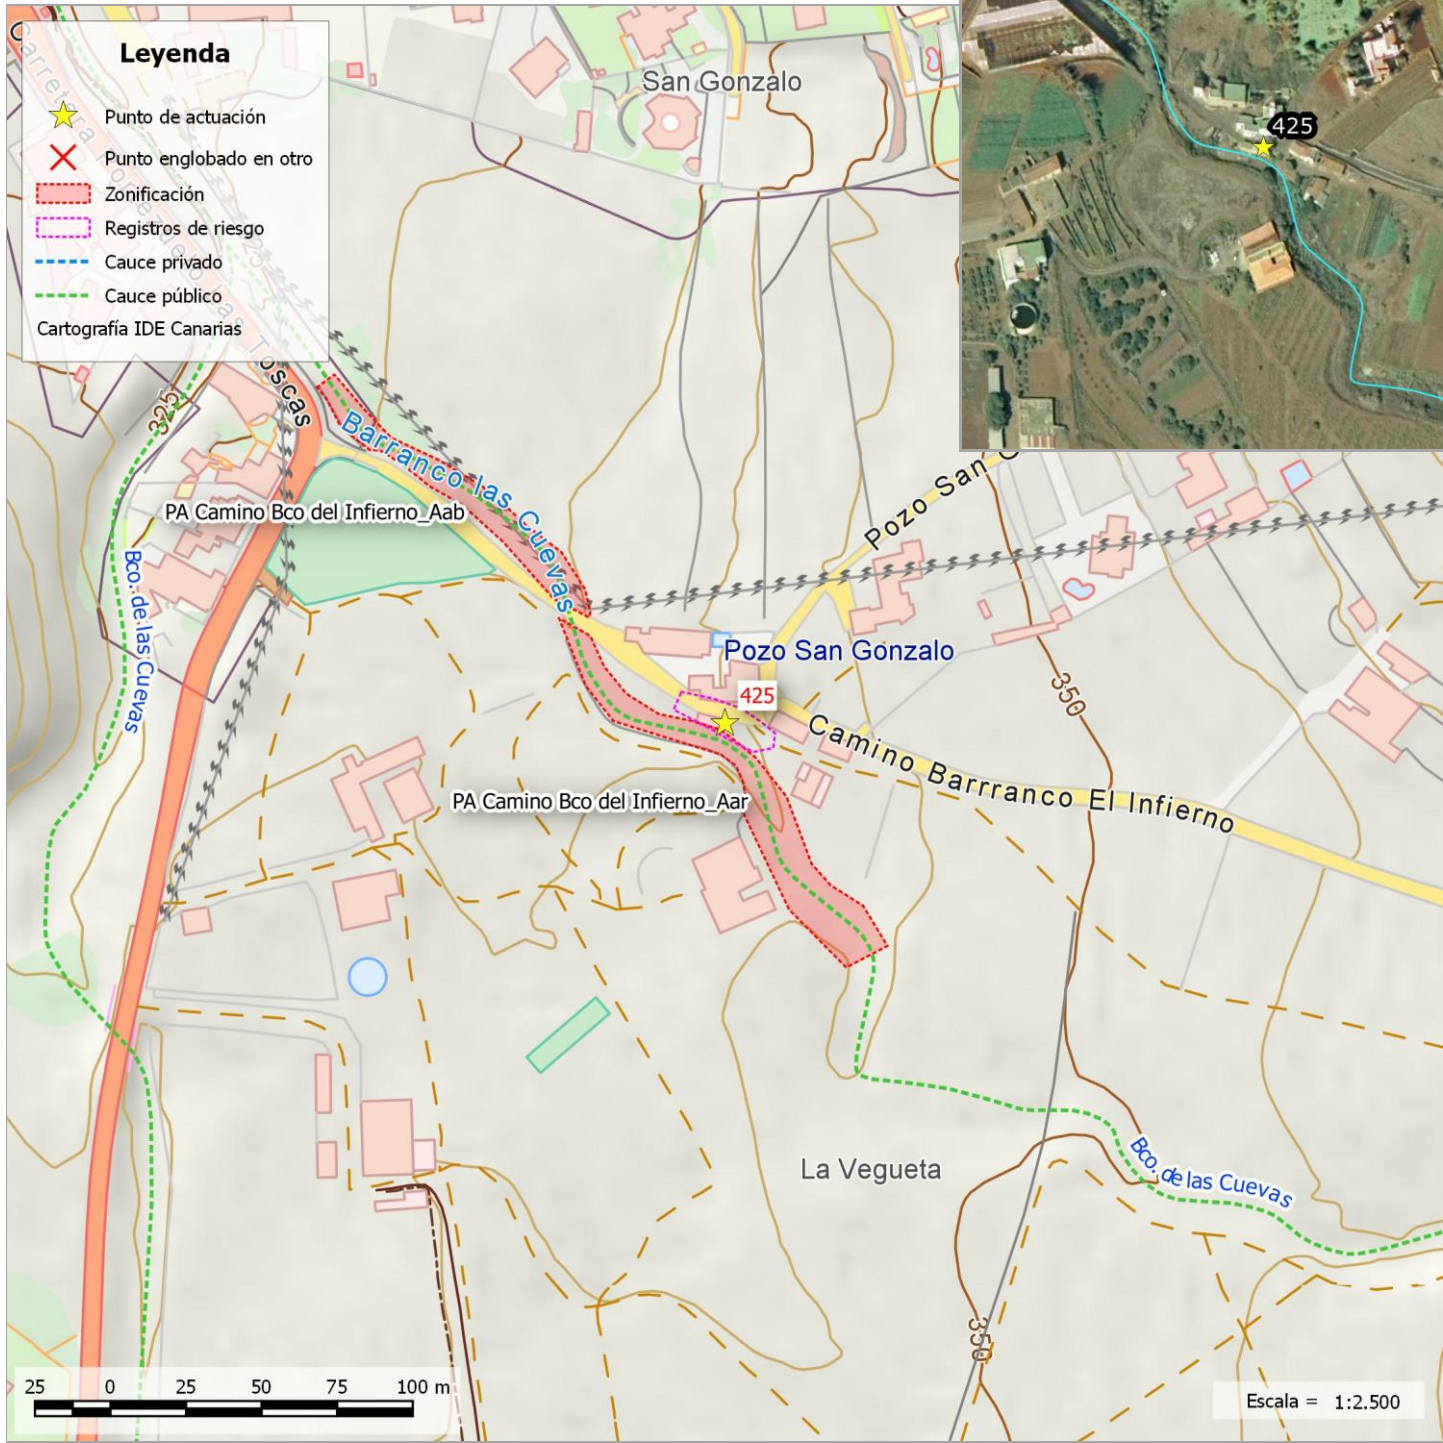 Leyenda
Punto de actuación
Punto englobado en otro
Zonificación
Registros de riesgo
Cauce privado
Cauce público
Cartografía IDE Canarias
San Gonzalo
425
325
Toscas
Barranco las Cuevas
PA Camino Bco del Infierno_Aab
Bco. de las Cuevas
Pozo San G
Pozo San Gonzalo
425
350
Camino Barrranco El Infierno
PA Camino Bco del Infierno_Aar
La Vegueta
Bco. de las Cuevas
350
25 0 25 50 75 100 m
Escala = 1:2.500